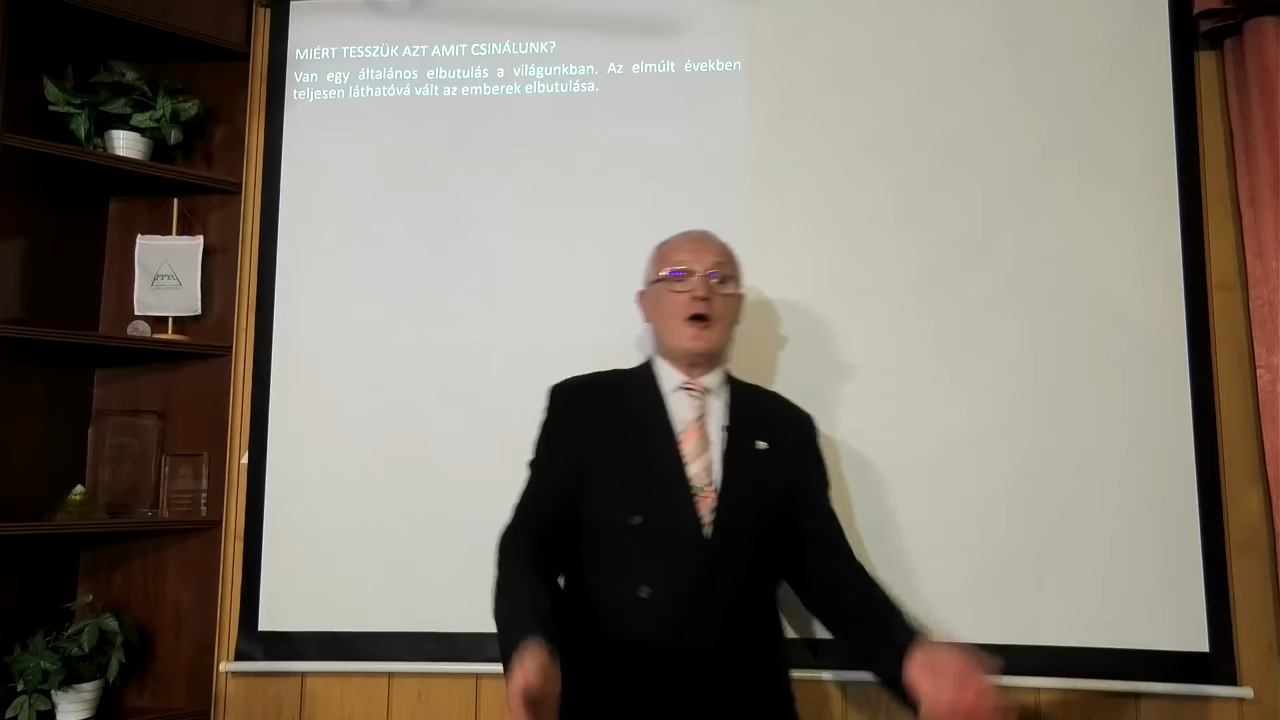 MIÉRT TESSZÜK AZT AMIT CSINÁLUNK?
Van egy általános elbutulás a világunkban. Az elmúlt években
teljesen láthatóvá vált az emberek elbutulása.